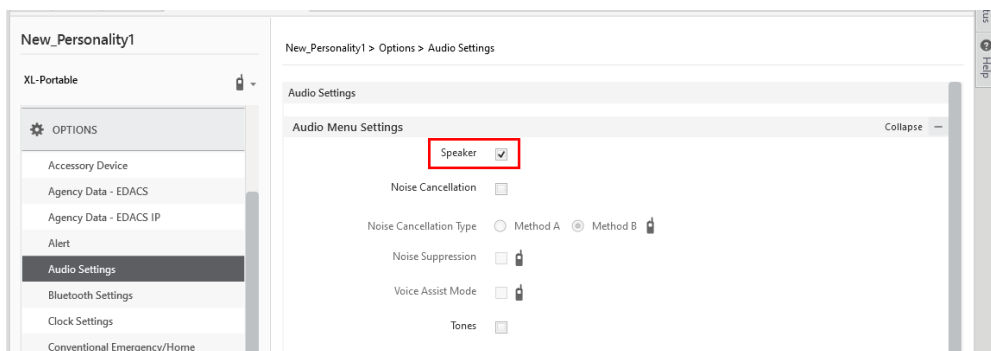 New_Personality1
XL-Portable
OPTIONS
Accessory Device
Agency Data - EDACS
Agency Data - EDACS IP
Alert
Audio Settings
Bluetooth Settings
Clock Settings
Conventional Emergency/Home
New_Personality1 > Options > Audio Settings
Audio Settings
Audio Menu Settings Collapse
Speaker
Noise Cancellation
Noise Cancellation Type Method A Method B
Noise Suppression
Voice Assist Mode
Tones
Help